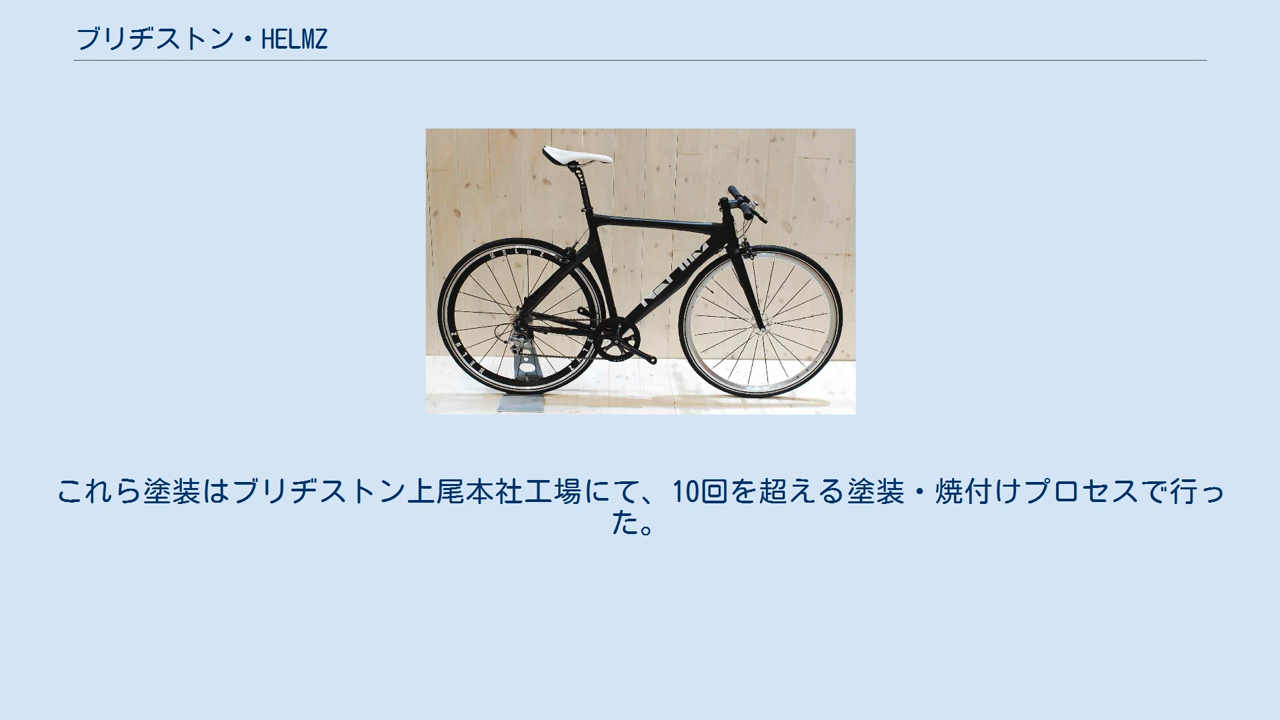 ブリヂストン・HELMZ
HELMZ
これら塗装はブリヂストン上尾本社工場にて、10回を超える塗装・焼付けプロセスで行っ
た。